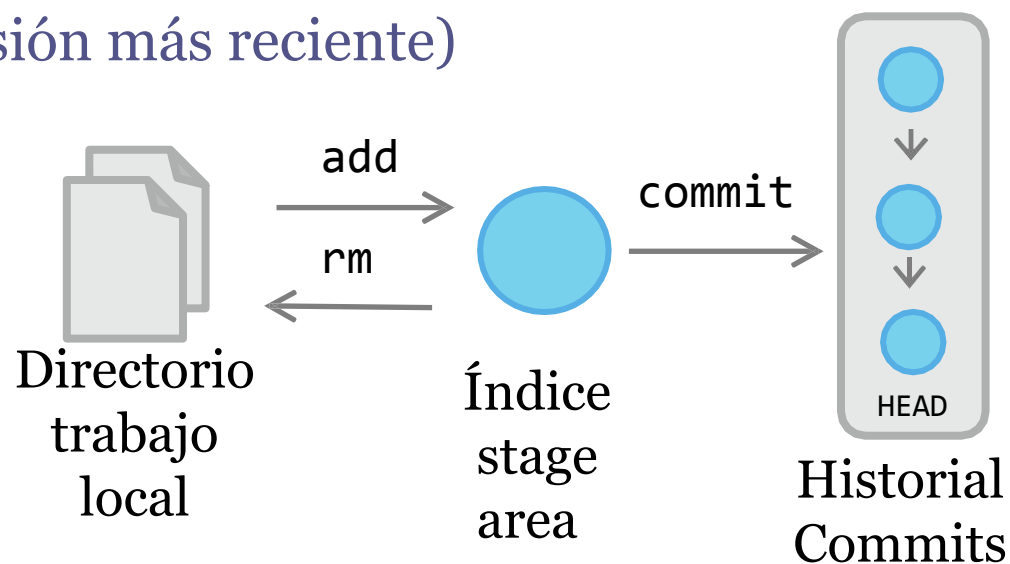 sión más reciente)
add
commit
rm
Directorio
trabajo
local
Índice
stage
area
HEAD
Historial
Commits